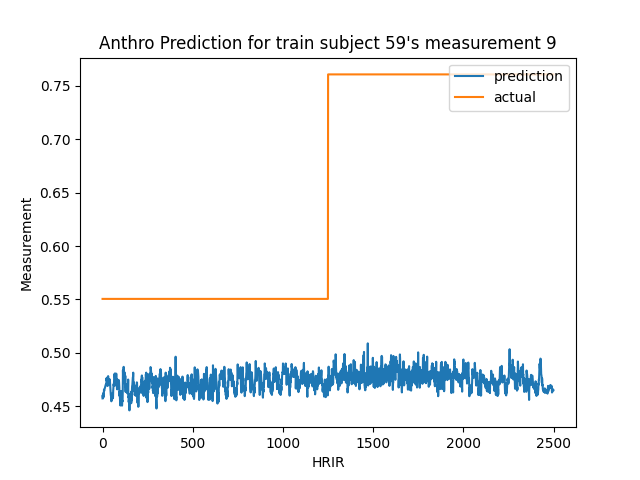 Anthro Prediction for train subject 59's measurement 9
prediction
actual
0.75
0.70
0.65
0.60
0.55
0.50
0.45
Measurement
0
500
1000
1500
2000
2500
HRIR